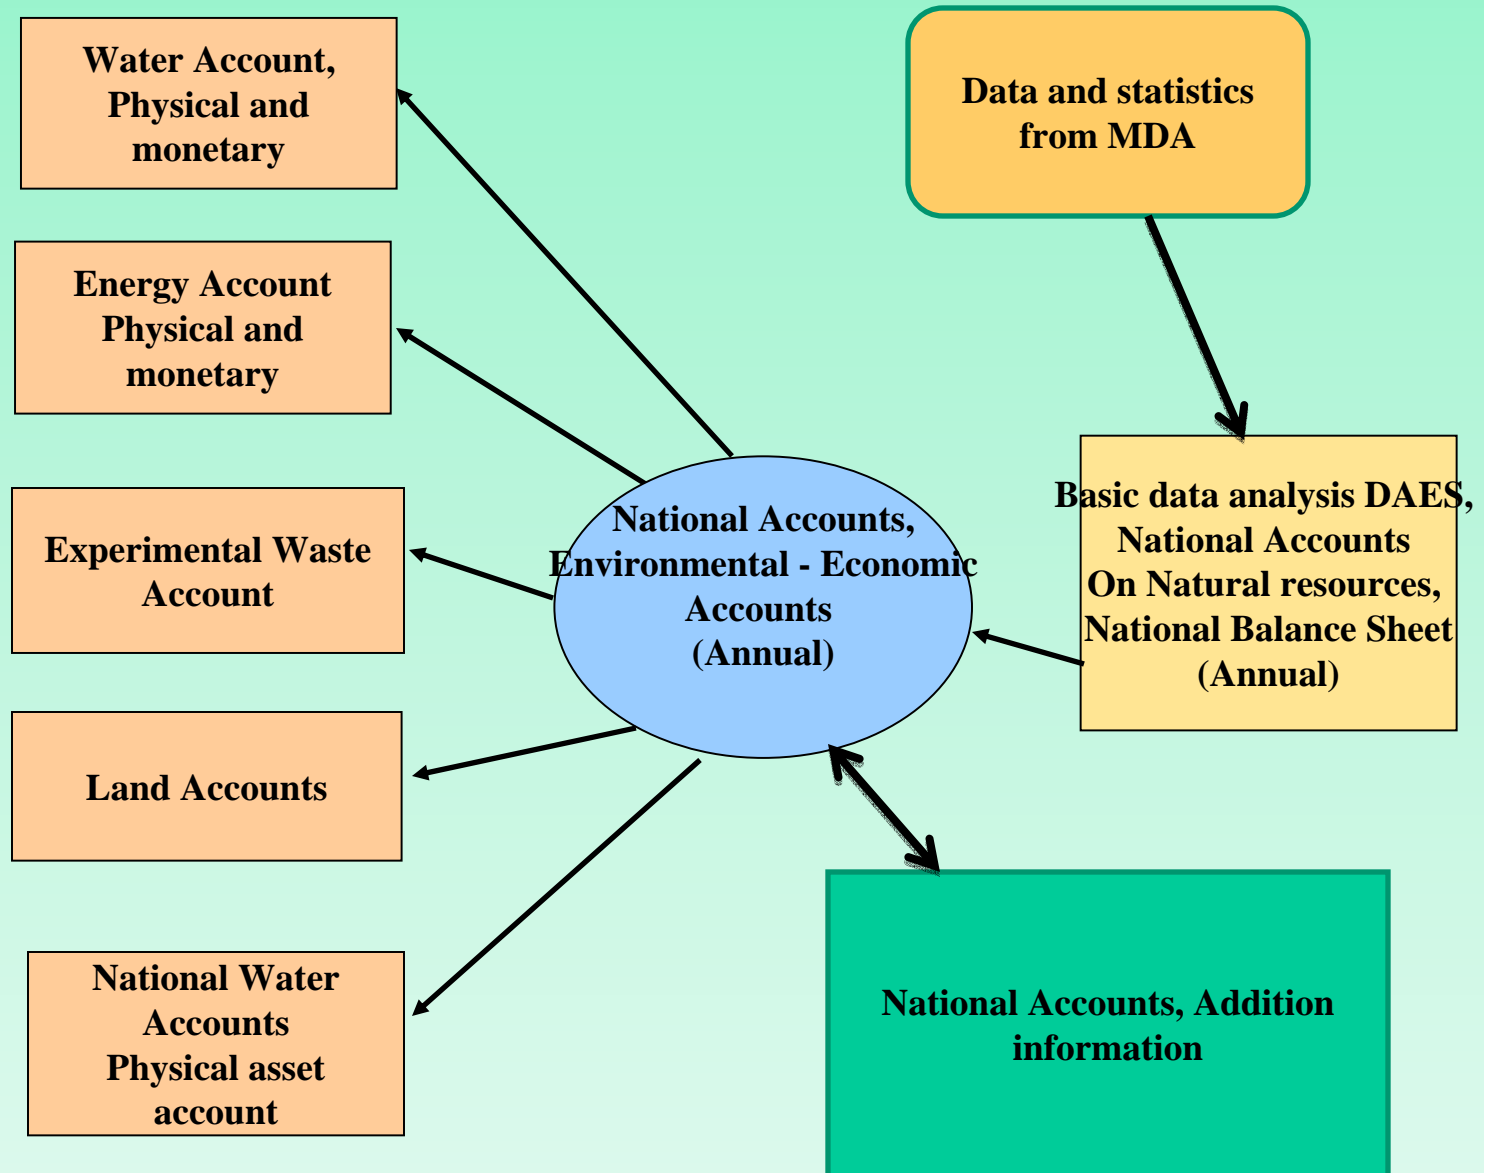 Water Account,
Physical and
monetary
Data and statistics
from MDA
Energy Account
Physical and
monetary
Experimental Waste
Account
National Accounts,
Environmental - Economic
Accounts
(Annual)
Basic data analysis DAES,
National Accounts
On Natural resources,
National Balance Sheet
(Annual)
Land Accounts
National Water
Accounts
Physical asset
account
National Accounts, Addition
information